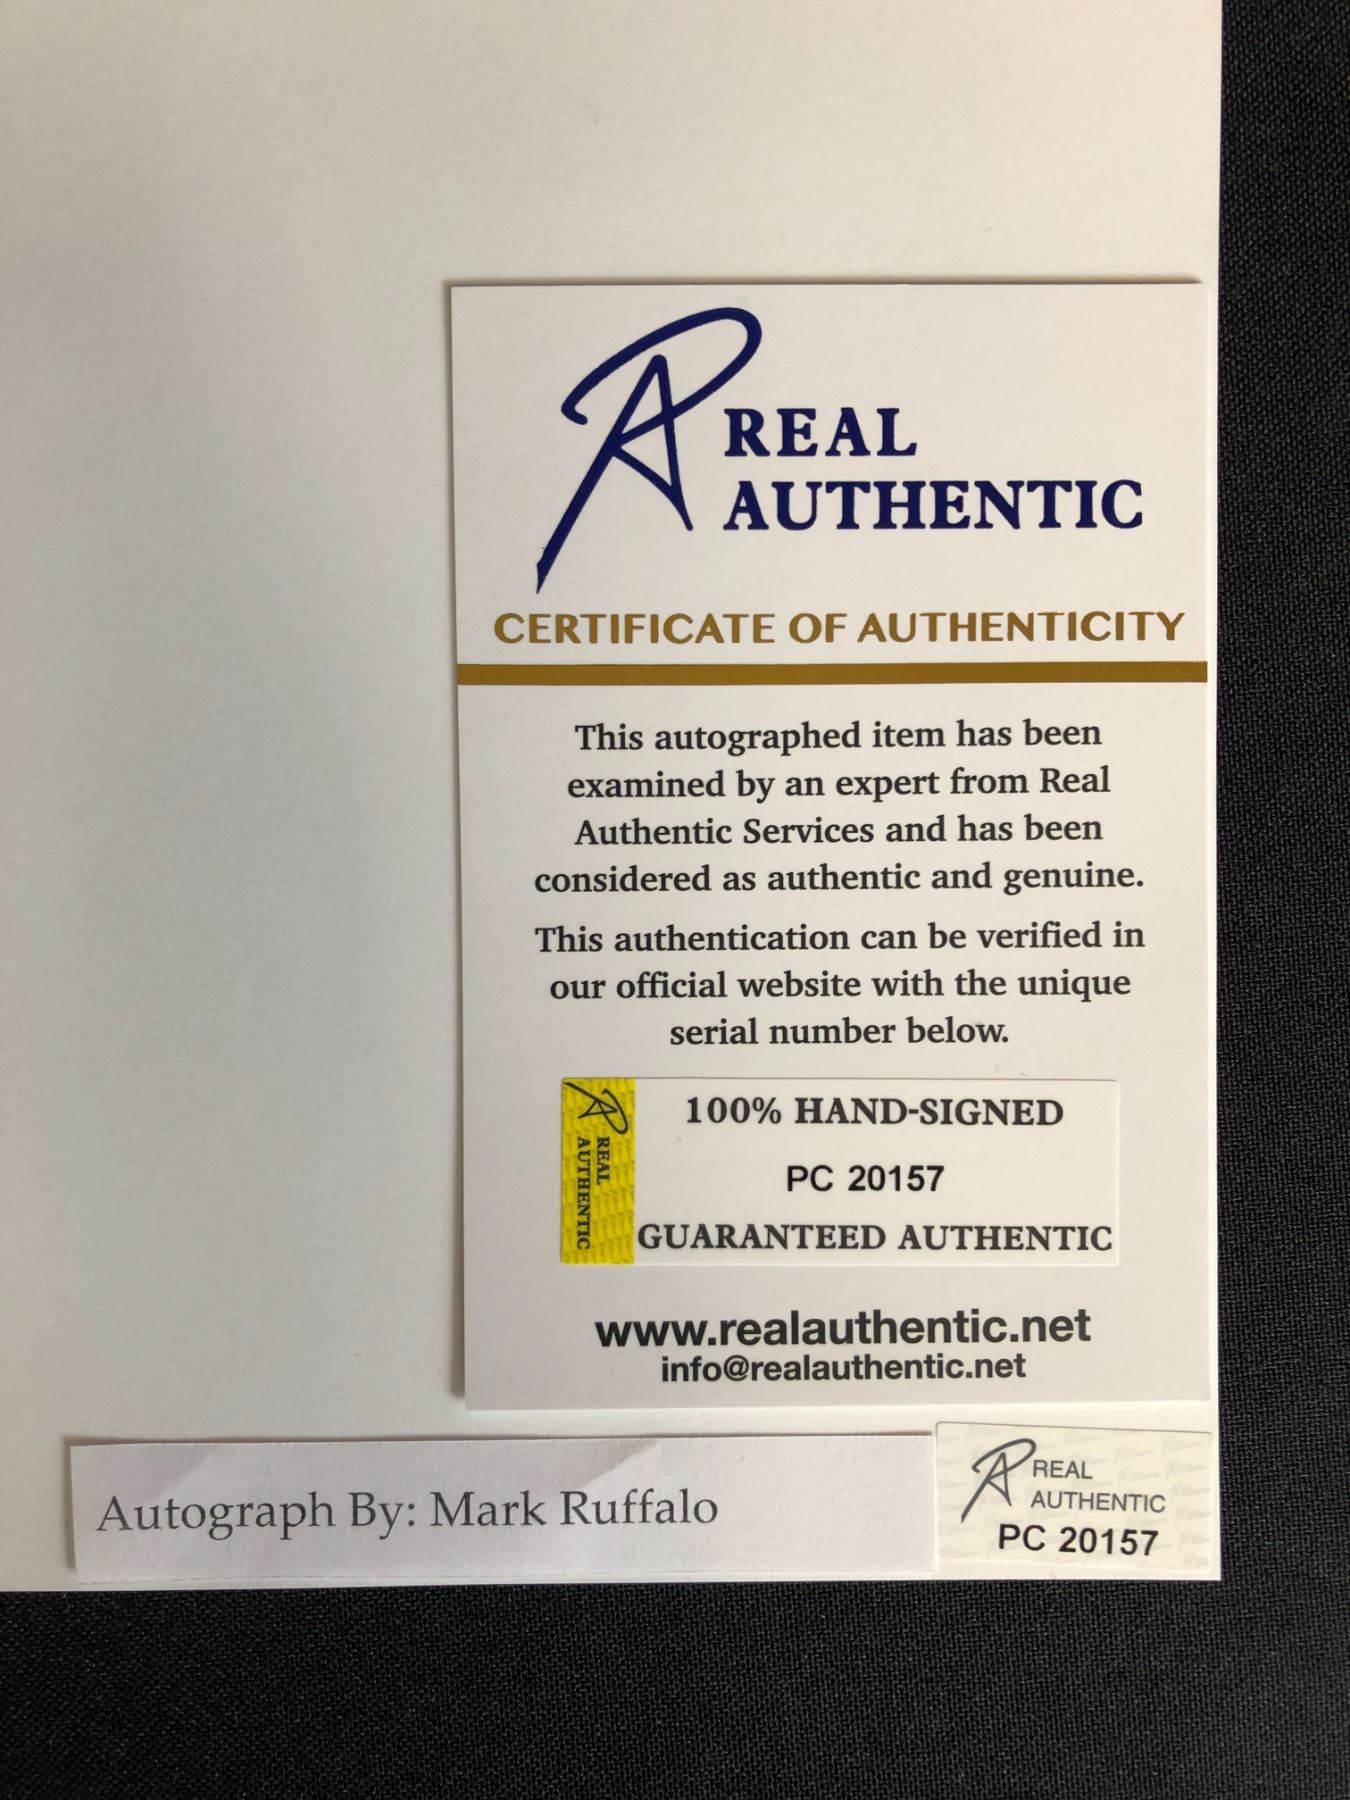 REAL
AUTHENTIC
CERTIFICATE OF AUTHENTICITY
This autographed item has been
examined by an expert from Real
Authentic Services and has been
considered as authentic and genuine.
This authentication can be verified in
our official website with the unique
serial number below.
REAL
AUTHENTIC
100% HAND-SIGNED
PC 20157
GUARANTEED AUTHENTIC
www.realauthentic.net
info@realauthentic.net
Autograph By: Mark Ruffalo
REAL
AUTHENTIC
PC 20157